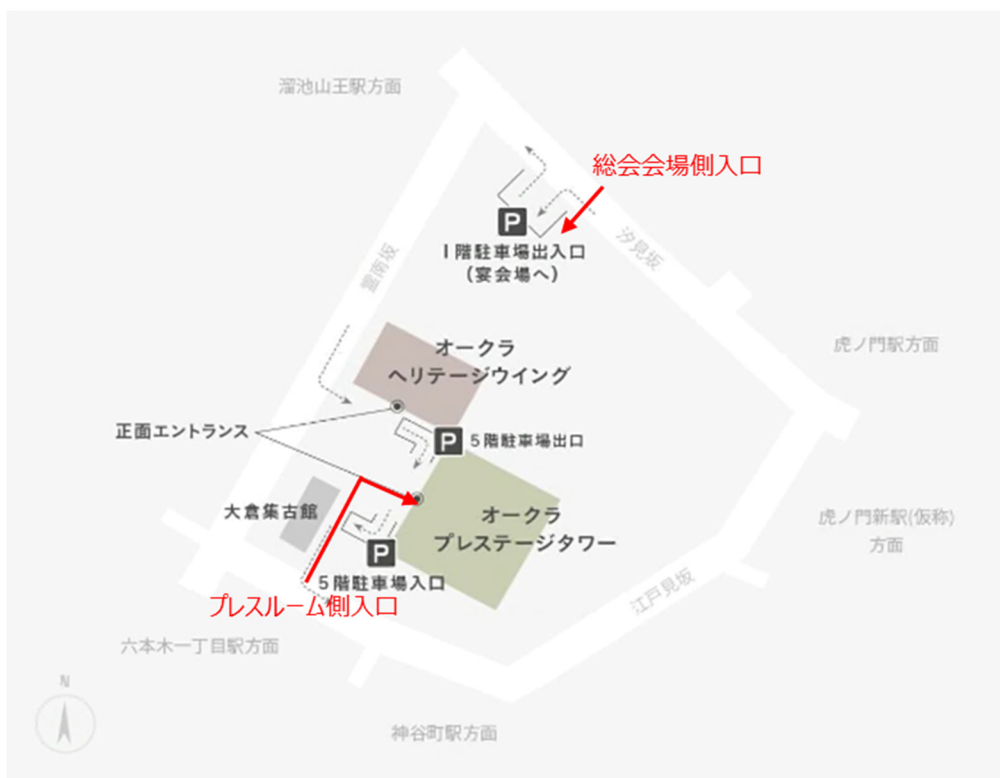 溜池山王駅方面
総会会場側入口
P
1階駐車場出入口
(宴会場へ)
汐見坂
霊南坂
虎ノ門駅方面
オークラ
ヘリテージウイング
正面エントランス
P 5階駐車場出口
大倉集古館
オークラ
プレステージタワー
虎ノ門新駅(仮称)
方面
P
5階駐車場入口
プレスルーム側入口
江戸見坂
六本木一丁目駅方面
N
神谷町駅方面